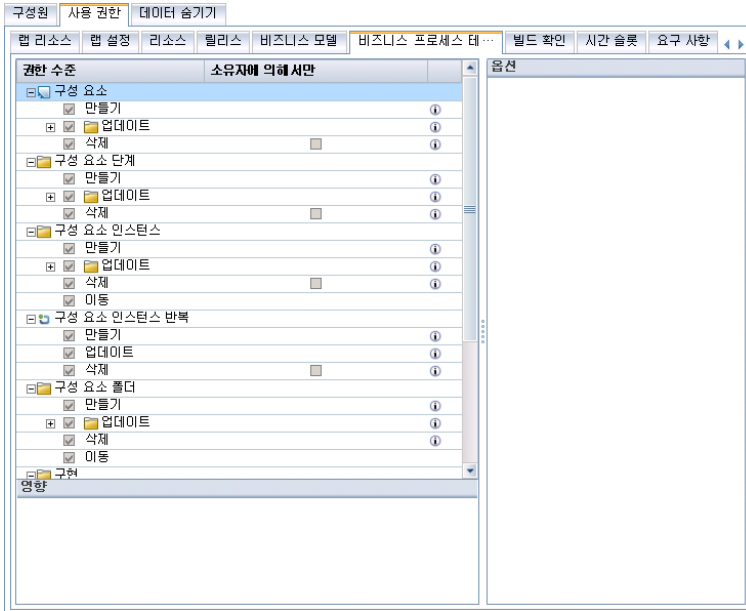 구성원 사용 권한 데이터 숨기기
랩 리소스 랩 설정 리소스 릴리스 비즈니스 모델 비즈니스 프로세스 테… 빌드 확인 시간 슬롯 요구 사항
권한 수준 소유자에 의해서만 옵션
구성 요소
만들기
업데이트
삭제
구성 요소 단계
만들기
업데이트
삭제
구성 요소 인스턴스
만들기
업데이트
삭제
이동
구성 요소 인스턴스 반복
만들기
업데이트
삭제
구성 요소 폴더
만들기
업데이트
삭제
이동
구현
영향